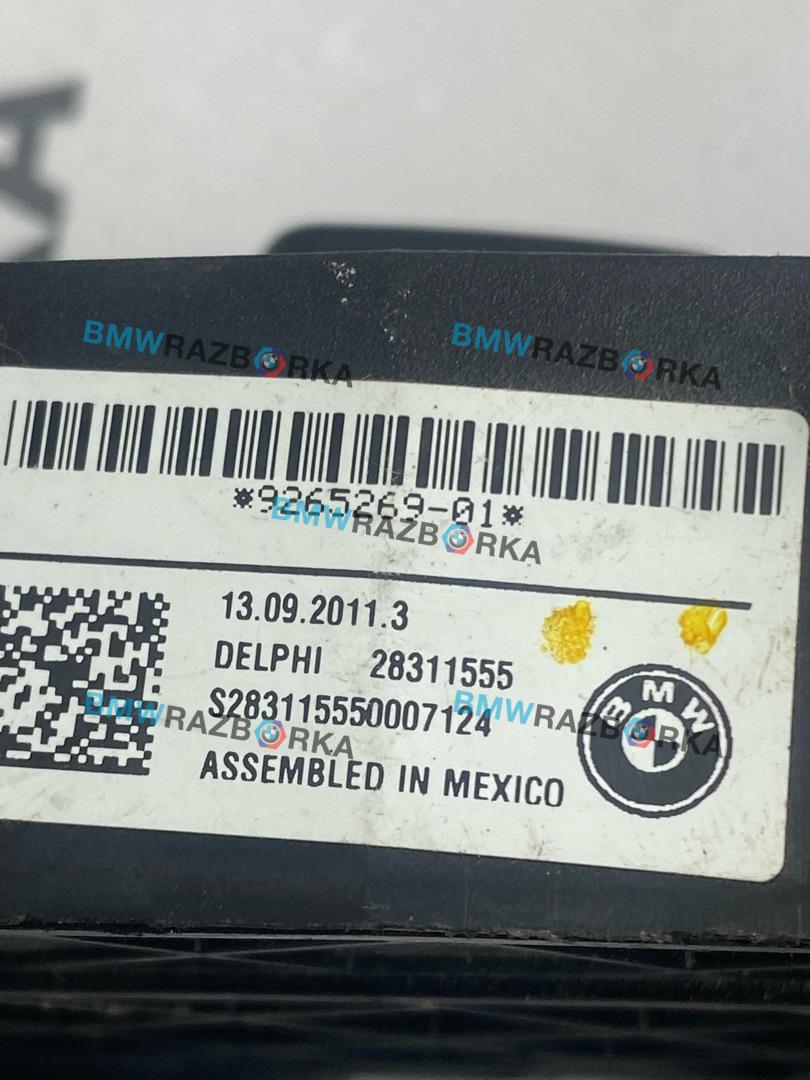 BMWRAZBORKA BMWRAZBORKA
*9265269-01*
BMWRAZBORKA
13.09.2011.3
DELPHI 28311555
S283115550007124
BMW
BMWRAZBORKA BMWRAZBORKA
ASSEMBLED IN MEXICO